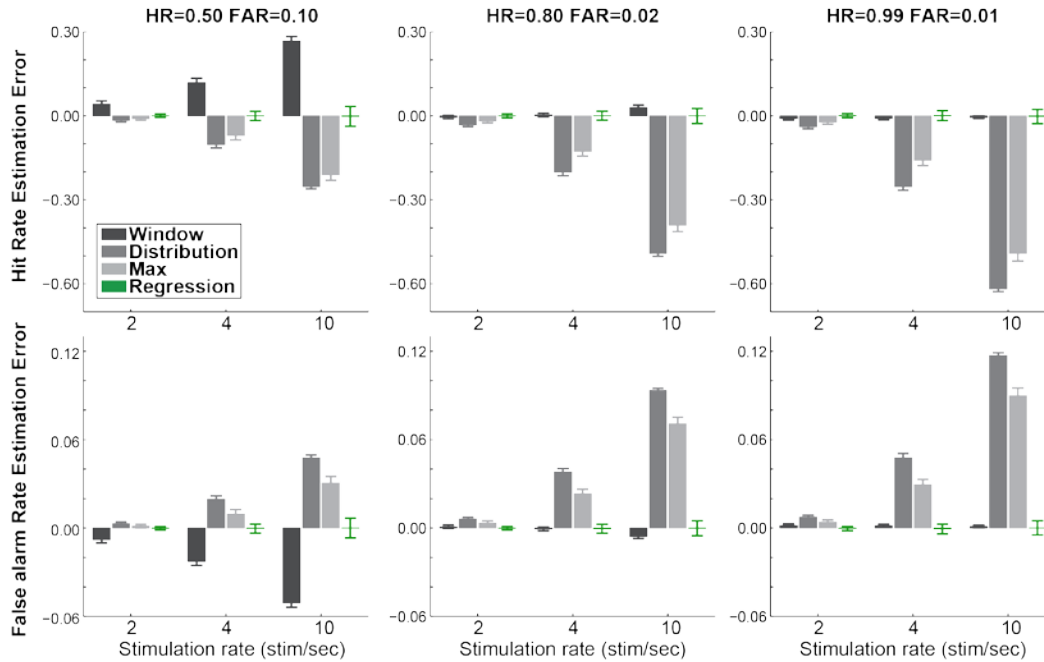 HR=0.50 FAR=0.10
HR=0.80 FAR=0.02
HR=0.99 FAR=0.01
Hit Rate Estimation Error
0.30
0.00
−0.30
−0.60
Window
Distribution
Max
Regression
2 4 10
0.30
0.00
−0.30
−0.60
2 4 10
0.30
0.00
−0.30
−0.60
2 4 10
False alarm Rate Estimation Error
0.12
0.06
0.00
−0.06
2 4 10
Stimulation rate (stim/sec)
0.12
0.06
0.00
−0.06
2 4 10
Stimulation rate (stim/sec)
0.12
0.06
0.00
−0.06
2 4 10
Stimulation rate (stim/sec)